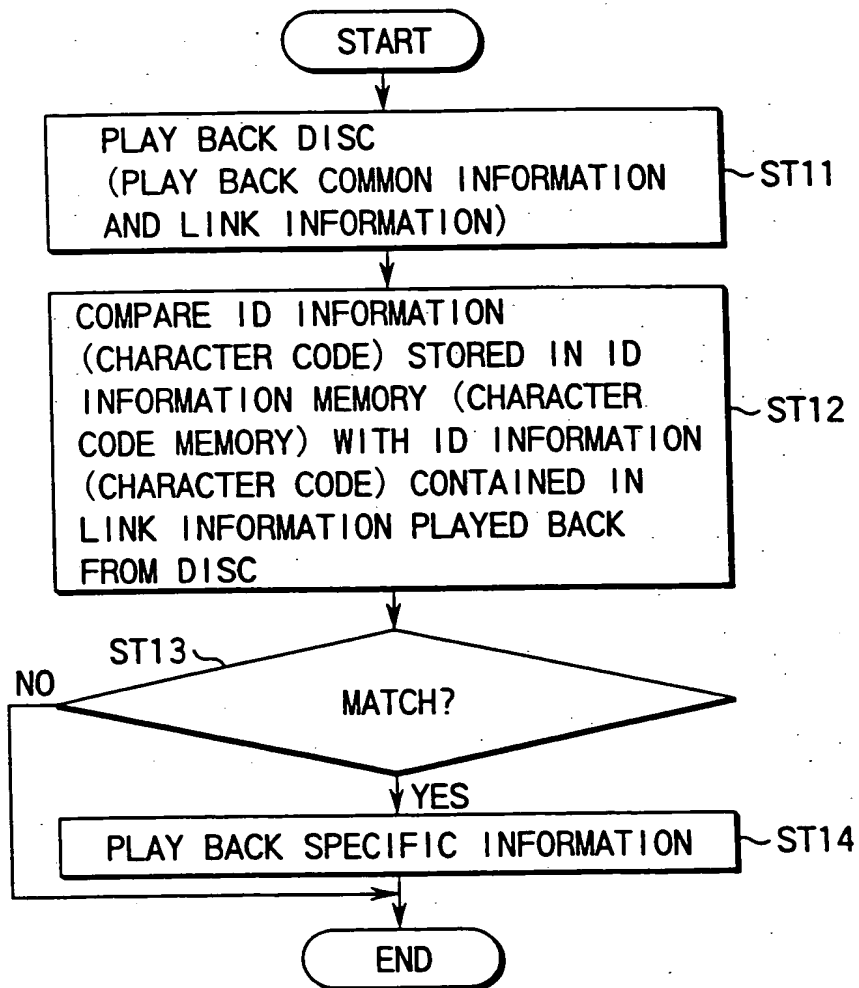 START
PLAY BACK DISC
(PLAY BACK COMMON INFORMATION
AND LINK INFORMATION)
ST11
COMPARE ID INFORMATION
(CHARACTER CODE) STORED IN ID
INFORMATION MEMORY (CHARACTER
CODE MEMORY) WITH ID INFORMATION
(CHARACTER CODE) CONTAINED IN
LINK INFORMATION PLAYED BACK
FROM DISC
ST12
ST13
NO
MATCH?
YES
PLAY BACK SPECIFIC INFORMATION
ST14
END